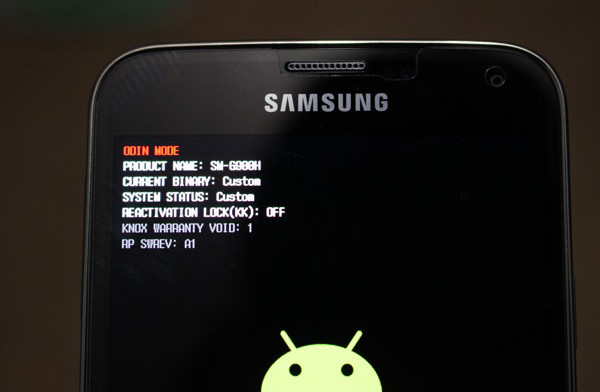 SAMSUNG
ODIN MODE
PRODUCT NAME: SM-G900H
CURRENT BINARY: Custom
SYSTEM STATUS: Custom
REACTIVATION LOCK(KK): OFF
KNOX WARRANTY VOID: 1
RP SWREV: A1